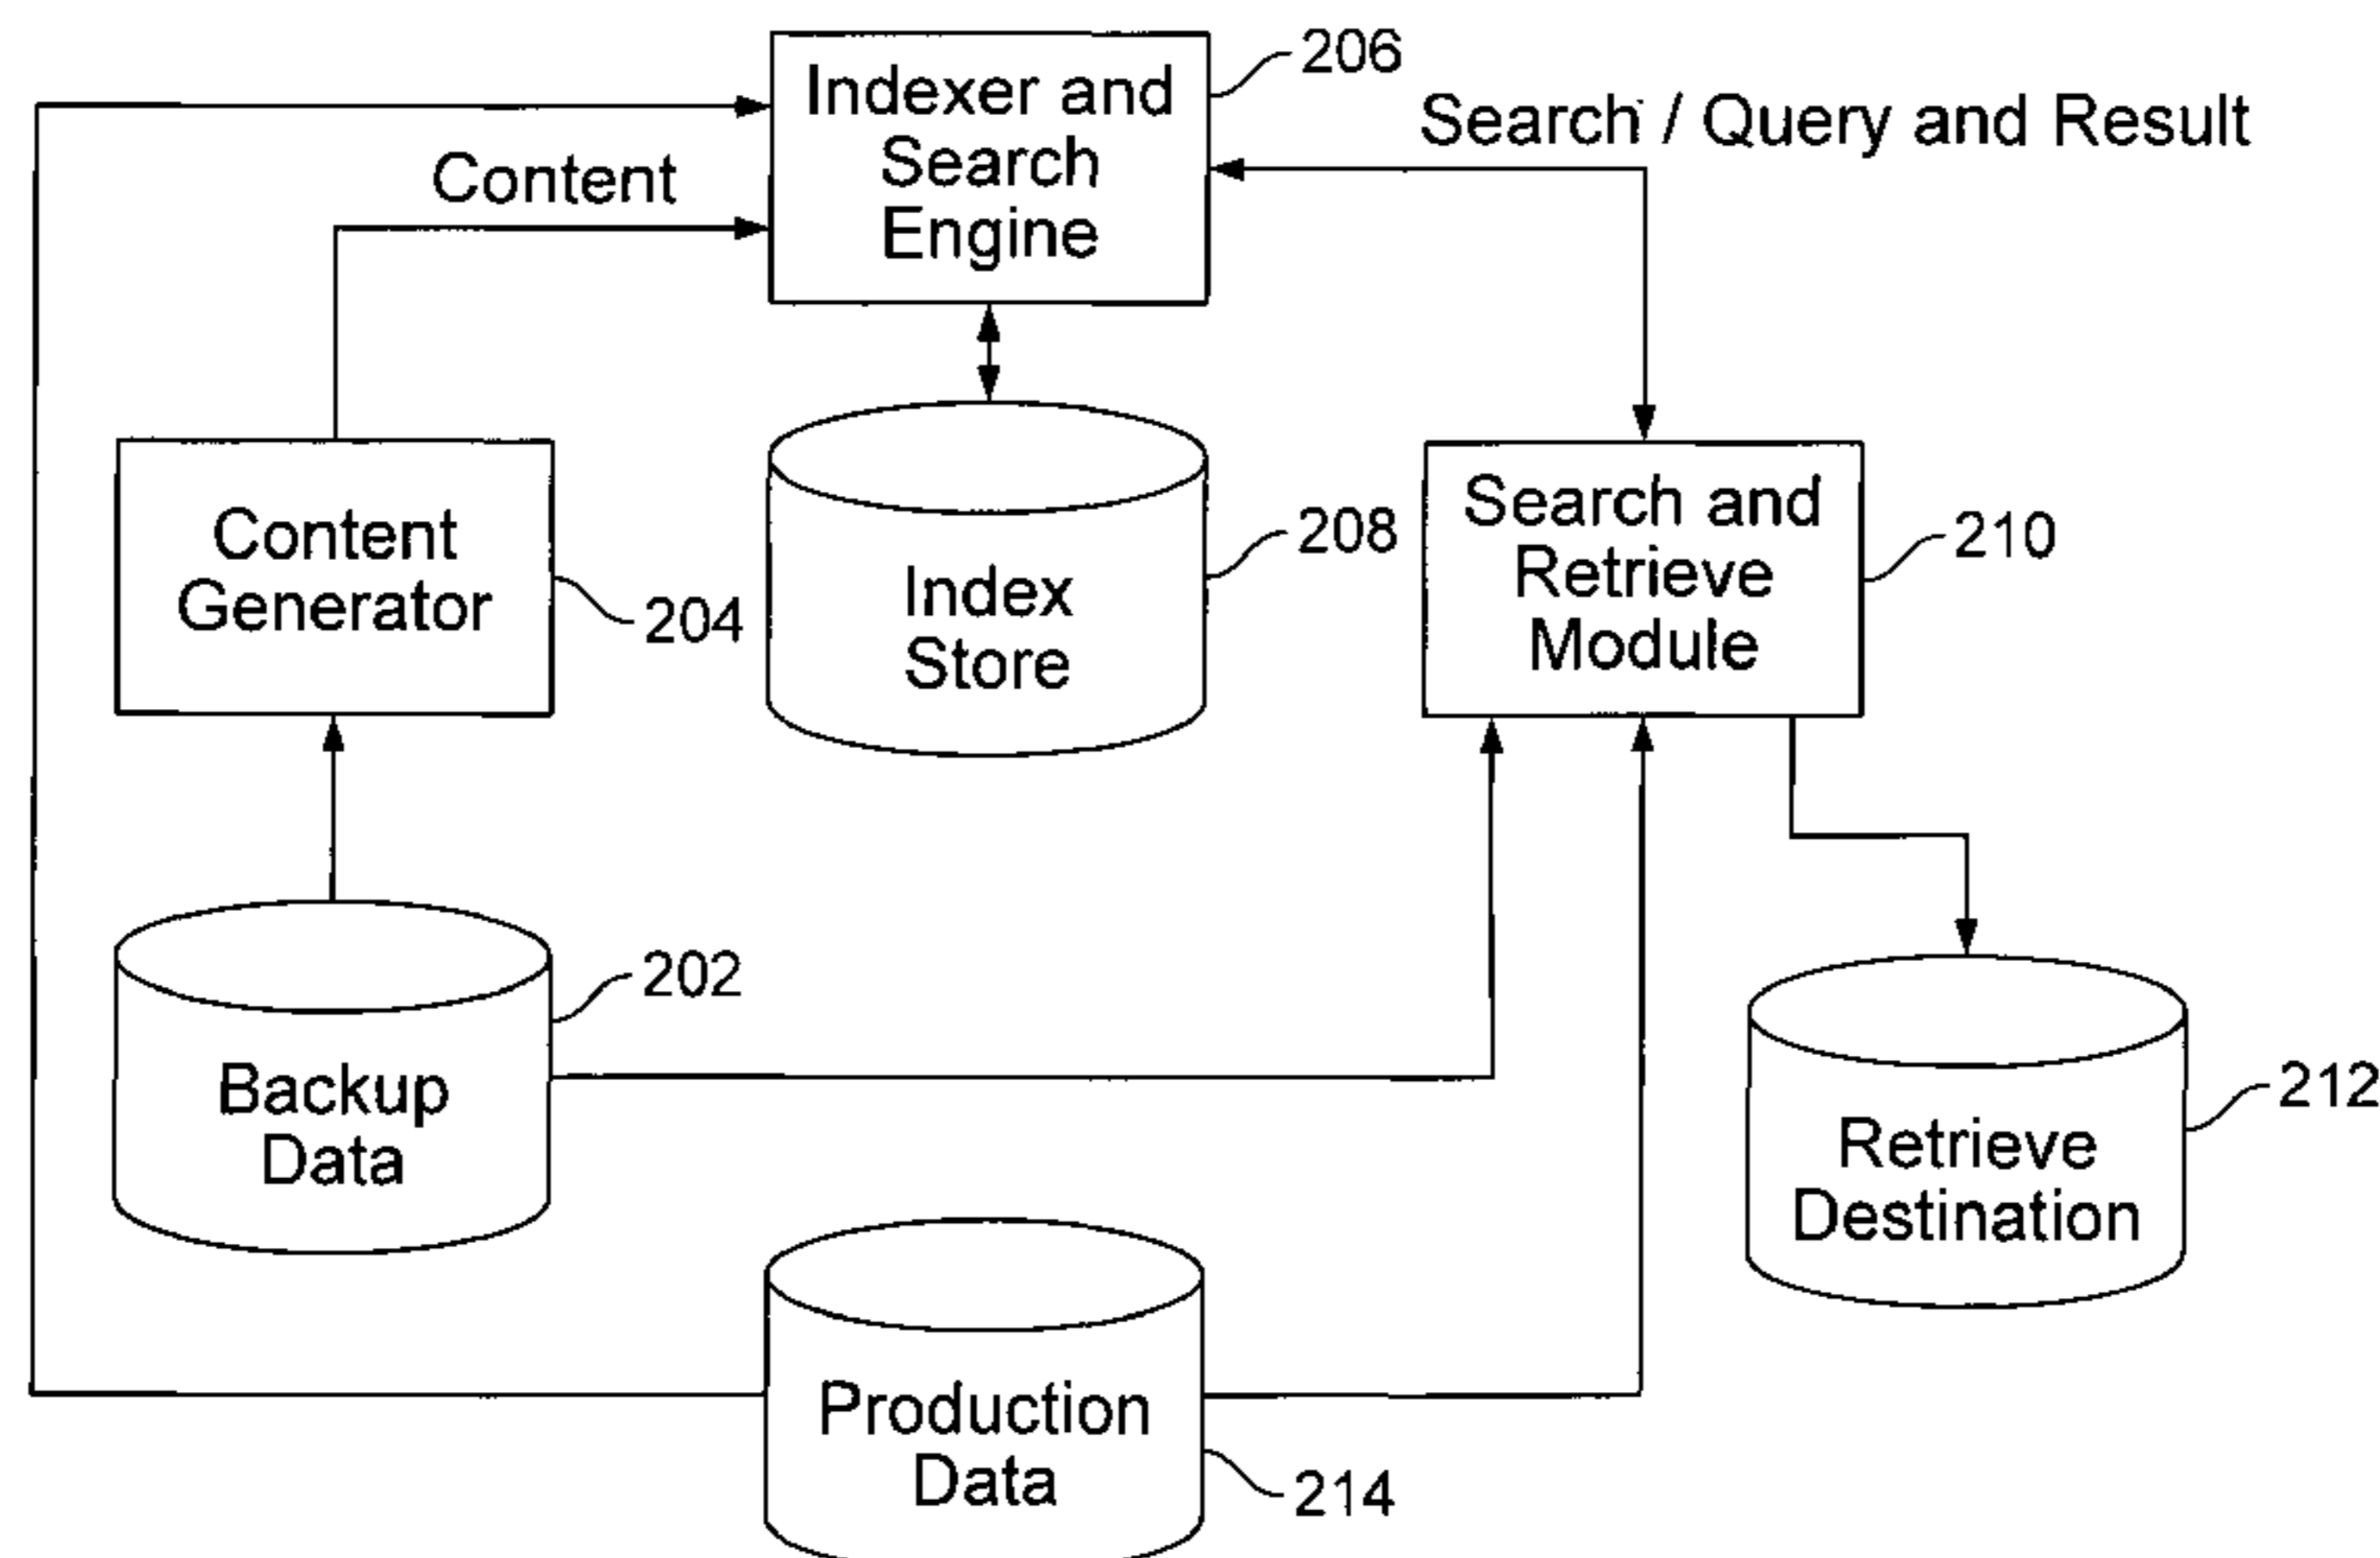 Indexer and
Search
Engine
206
Search / Query and Result
Content
Content
Generator
204
Index
Store
208
Search and
Retrieve
Module
210
Backup
Data
202
Retrieve
Destination
212
Production
Data
214